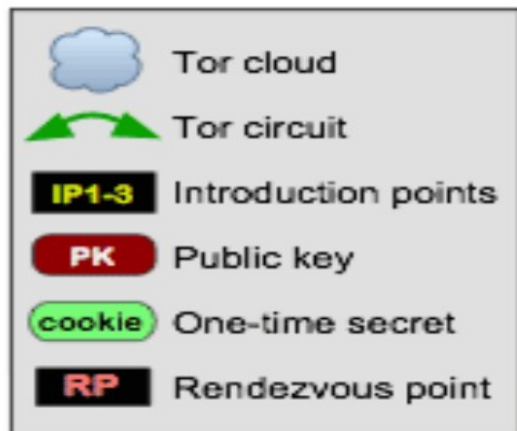 Tor cloud
Tor circuit
IP1-3 Introduction points
PK Public key
cookie One-time secret
RP Rendezvous point